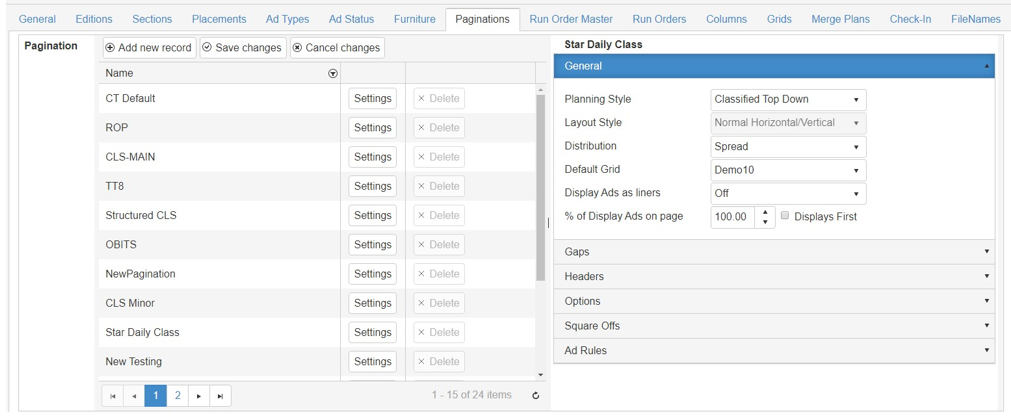 General Editions Sections Placements Ad Types Ad Status Furniture Paginations Run Order Master Run Orders Columns Grids Merge Plans Check-In FileNames
Pagination
Add new record Save changes Cancel changes
Name
CT Default Settings × Delete
ROP Settings × Delete
CLS-MAIN Settings × Delete
TT8 Settings × Delete
Structured CLS Settings × Delete
OBITS Settings × Delete
NewPagination Settings × Delete
CLS Minor Settings × Delete
Star Daily Class Settings × Delete
New Testing Settings × Delete
1 2 1 - 15 of 24 items
Star Daily Class
General
Planning Style Classified Top Down
Layout Style Normal Horizontal/Vertical
Distribution Spread
Default Grid Demo10
Display Ads as liners Off
% of Display Ads on page 100.00 Displays First
Gaps
Headers
Options
Square Offs
Ad Rules